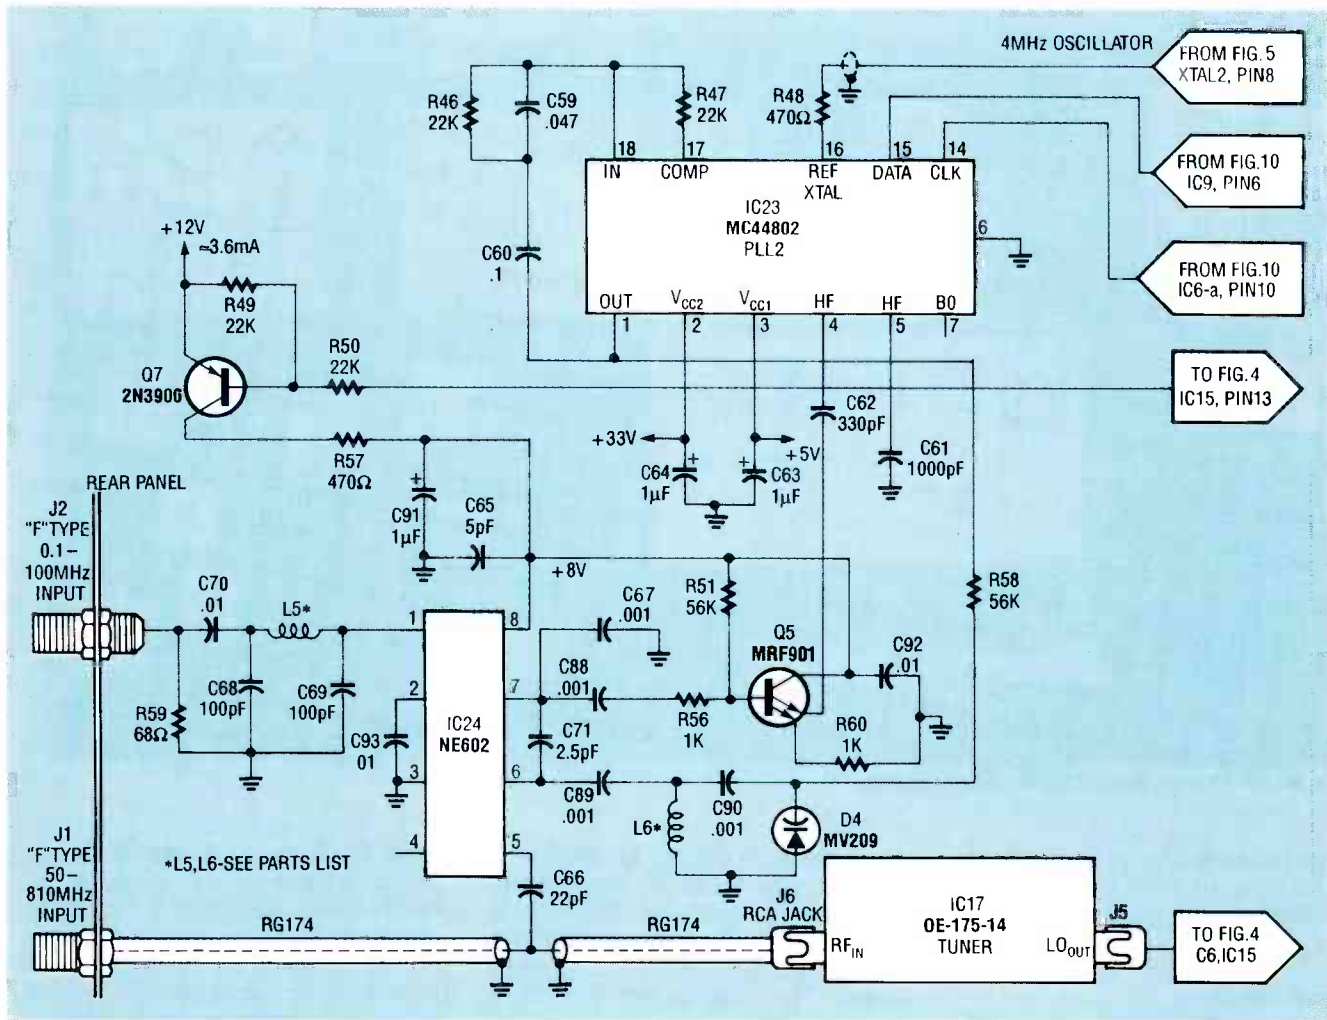 4MHz OSCILLATOR
FROM FIG. 5
XTAL2, PIN8
R46
22K
C59
.047
R47
22K
R48
470Ω
18
17
16
15
14
IN
COMP
REF
XTAL
DATA
CLK
FROM FIG.10
IC9, PIN6
IC23
MC44802
PLL2
6
+12V
≈3.6mA
C60
.1
FROM FIG.10
IC6-a, PIN10
R49
22K
OUT
VCC2
VCC1
HF
HF
B0
1
2
3
4
5
7
Q7
2N3906
R50
22K
TO FIG.4
IC15, PIN13
C62
330pF
+33V
+5V
R57
470Ω
C64
1µF
+
C63
1µF
+
C61
1000pF
REAR PANEL
J2
"F"TYPE
0.1–
100MHz
INPUT
+
C91
1µF
C65
5pF
+8V
C70
.01
L5*
C67
.001
R51
56K
R58
56K
1
8
Q5
MRF901
C92
.01
C68
100pF
C69
100pF
R59
68Ω
2
7
C88
.001
R56
1K
R60
1K
C93
01
IC24
NE602
C71
2.5pF
3
6
C89
.001
L6*
C90
.001
D4
MV209
J1
"F"TYPE
50–
810MHz
INPUT
*L5,L6-SEE PARTS LIST
4
5
C66
22pF
J6
RCA JACK
IC17
OE-175-14
TUNER
RFIN
LOOUT
J5
RG174
RG174
TO FIG.4
C6,IC15